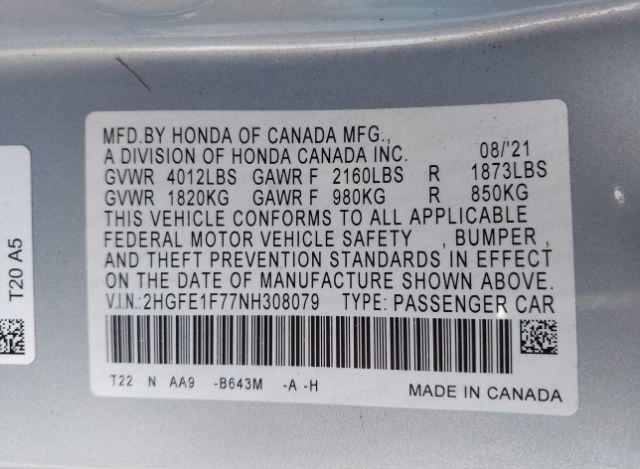 MFD.BY HONDA OF CANADA MFG.,
A DIVISION OF HONDA CANADA INC. 08/'21
GVWR 4012LBS GAWR F 2160LBS R 1873LBS
GVWR 1820KG GAWR F 980KG R 850KG
THIS VEHICLE CONFORMS TO ALL APPLICABLE
FEDERAL MOTOR VEHICLE SAFETY , BUMPER ,
AND THEFT PREVENTION STANDARDS IN EFFECT
ON THE DATE OF MANUFACTURE SHOWN ABOVE.
V.I.N.:2HGFE1F77NH308079 TYPE: PASSENGER CAR
T22 N AA9 -B643M -A -H
MADE IN CANADA
T20 A5